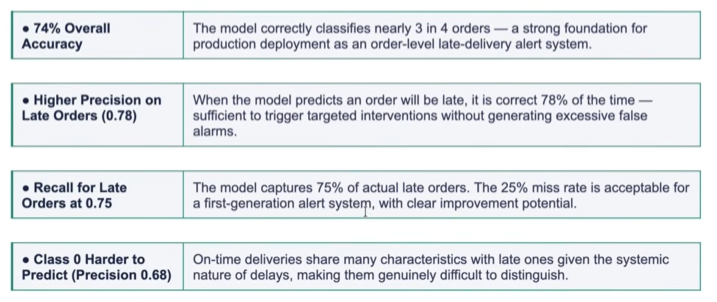 ● 74% Overall
Accuracy
The model correctly classifies nearly 3 in 4 orders — a strong foundation for
production deployment as an order-level late-delivery alert system.
● Higher Precision on
Late Orders (0.78)
When the model predicts an order will be late, it is correct 78% of the time —
sufficient to trigger targeted interventions without generating excessive false
alarms.
● Recall for Late
Orders at 0.75
The model captures 75% of actual late orders. The 25% miss rate is acceptable for
a first-generation alert system, with clear improvement potential.
● Class 0 Harder to
Predict (Precision 0.68)
On-time deliveries share many characteristics with late ones given the systemic
nature of delays, making them genuinely difficult to distinguish.